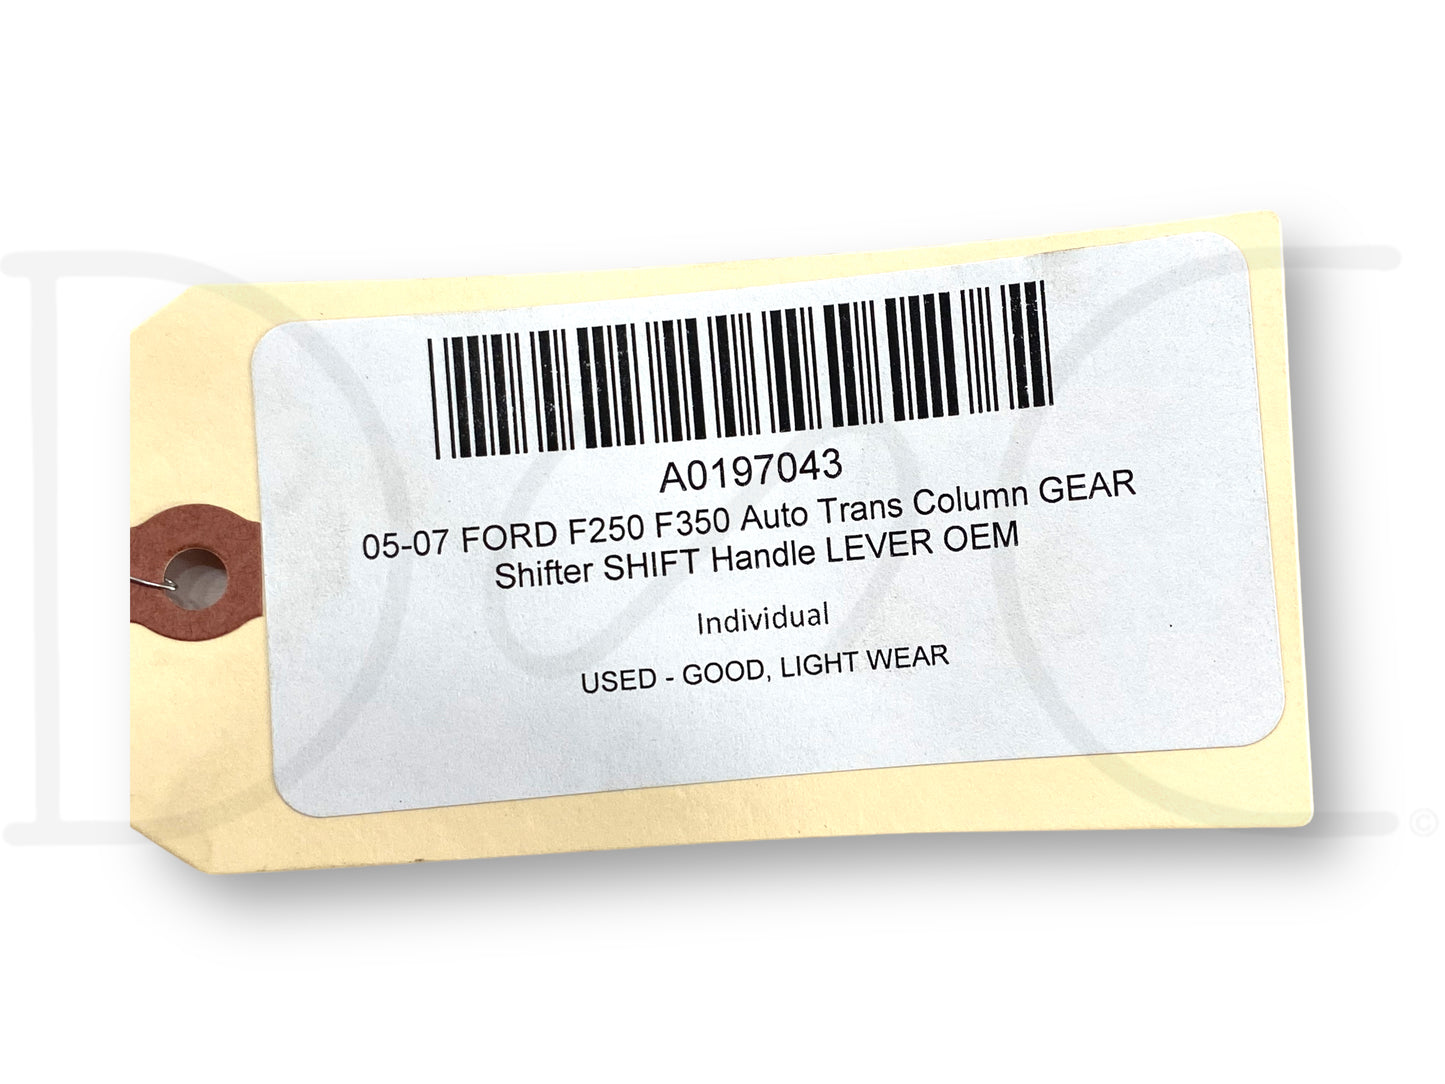 A0197043
05-07 FORD F250 F350 Auto Trans Column GEAR
Shifter SHIFT Handle LEVER OEM
Individual
USED - GOOD, LIGHT WEAR
©